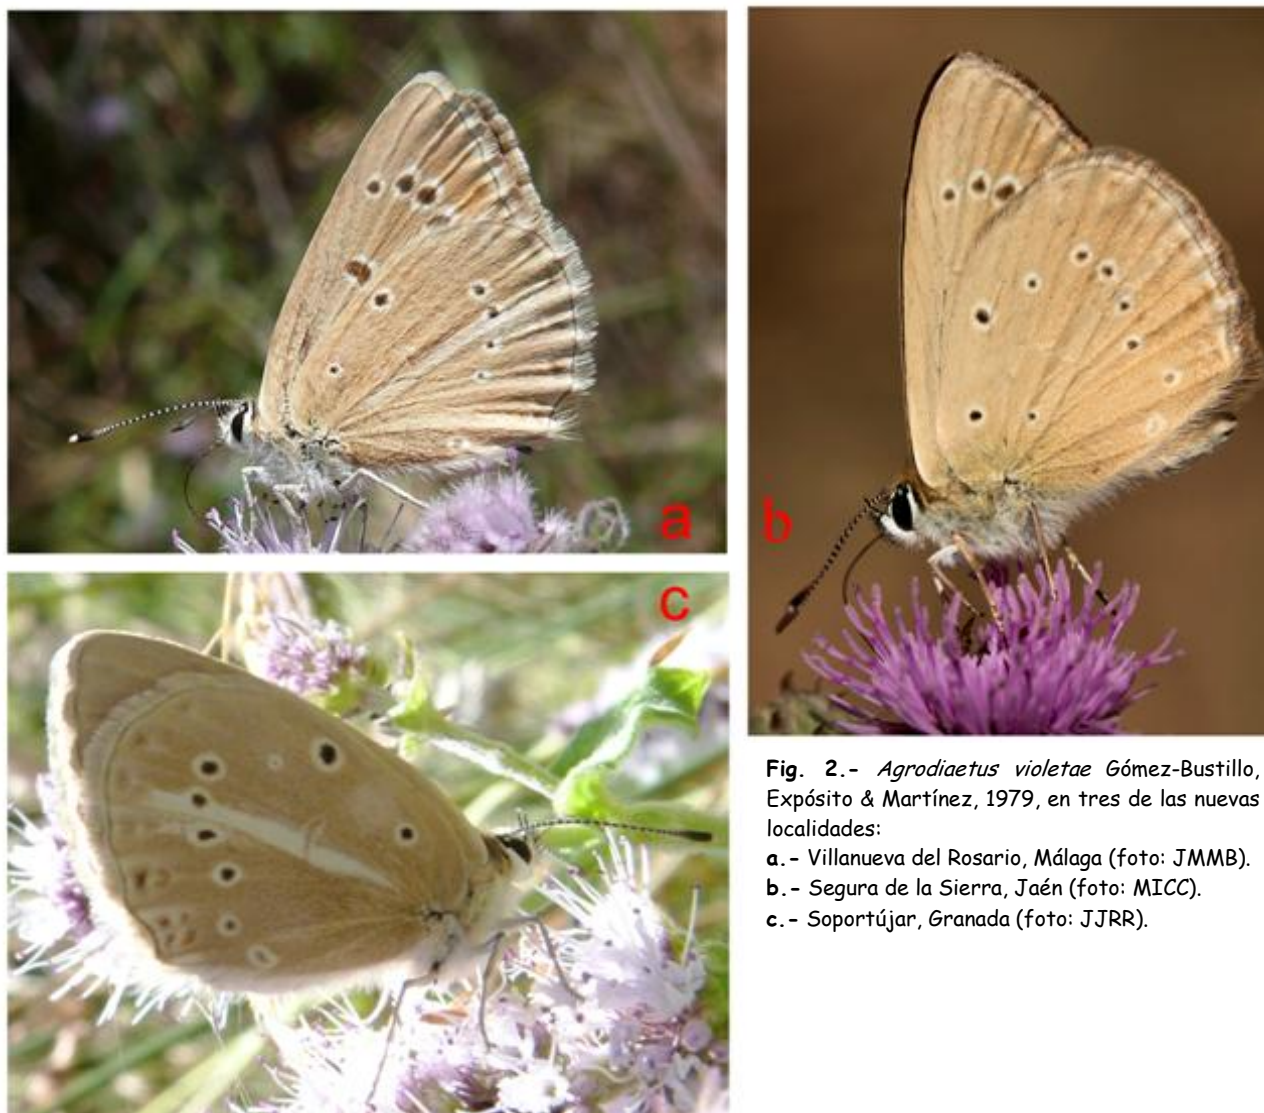 a
b
c
Fig. 2.- Agrodiaetus violetae Gómez-Bustillo,
Expósito & Martínez, 1979, en tres de las nuevas
localidades:
a.- Villanueva del Rosario, Málaga (foto: JMMB).
b.- Segura de la Sierra, Jaén (foto: MICC).
c.- Soportújar, Granada (foto: JJRR).